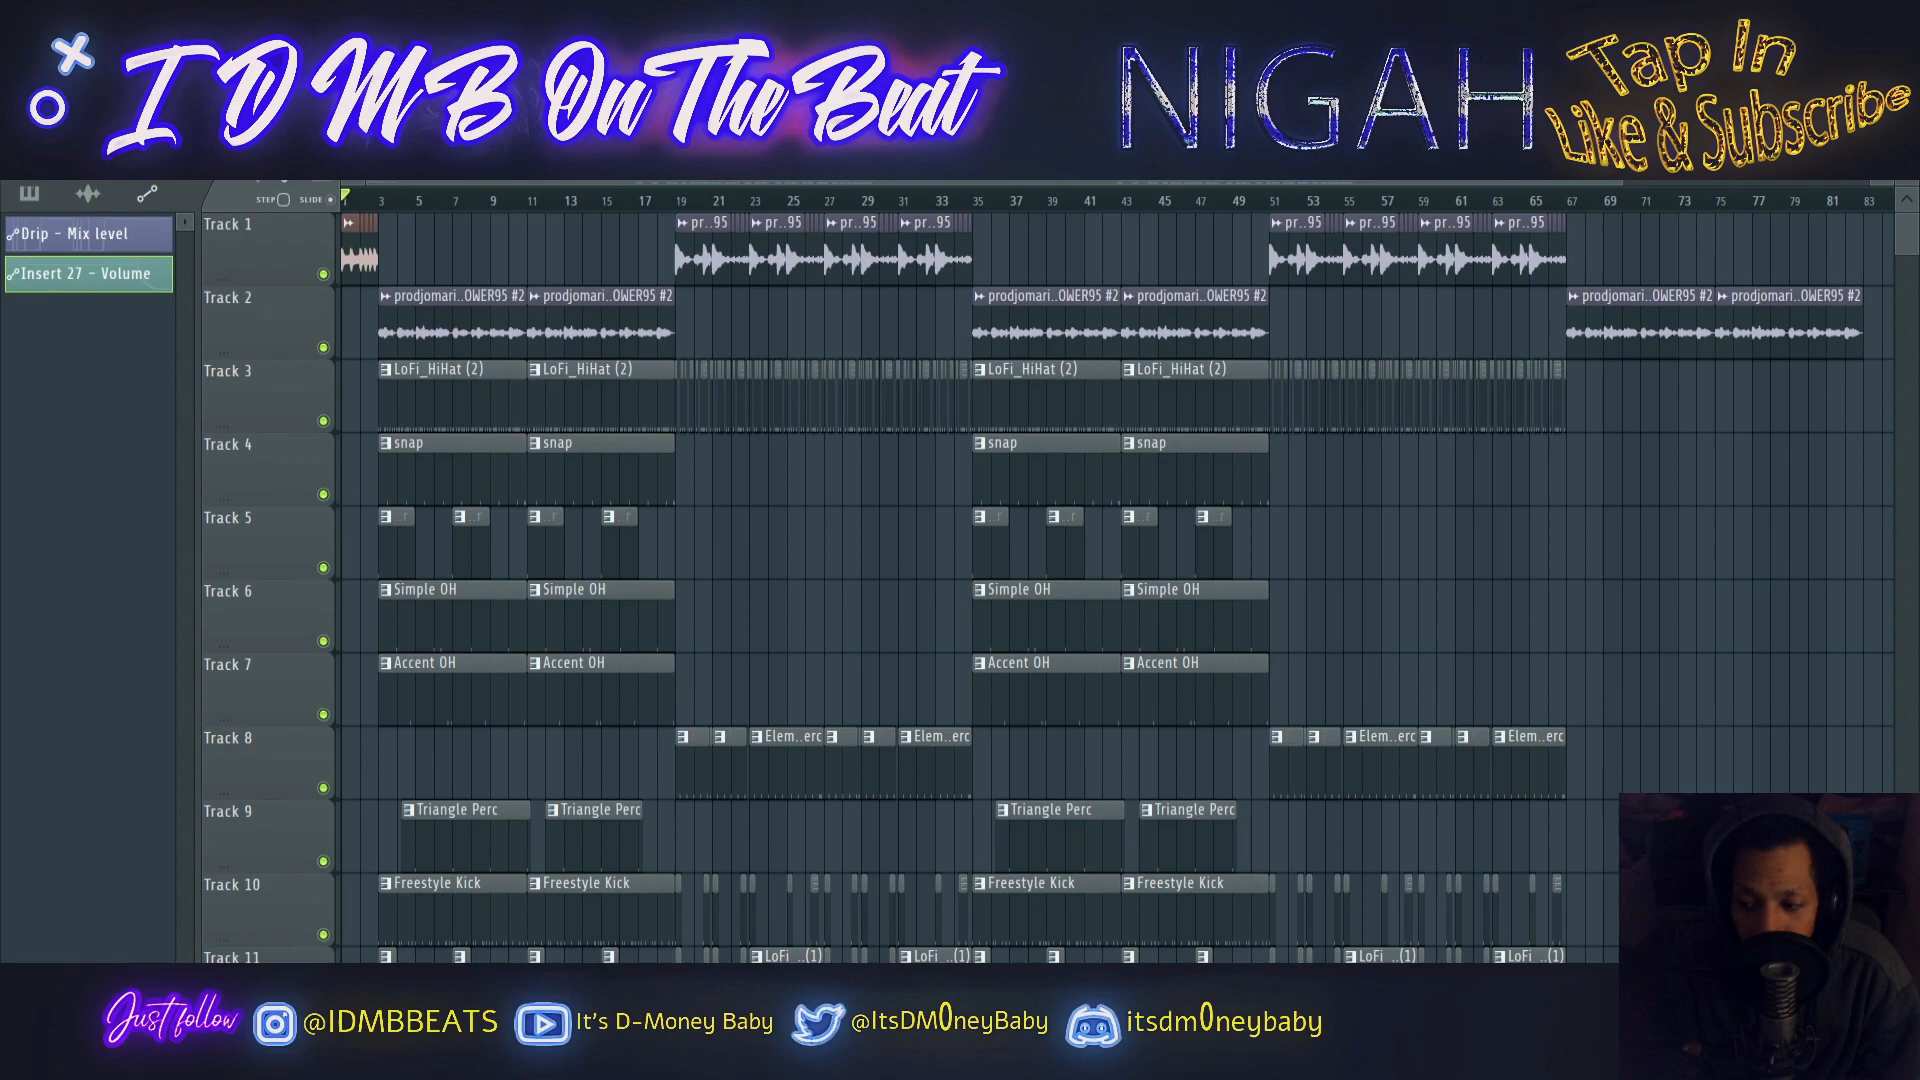 I D M B On The Beat
NIGAH
Tap In
Like & Subscribe
STEP SLIDE
3 5 7 9 11 13 15 17 19 21 23 25 27 29 31 33 35 37 39 41 43 45 47 49 51 53 55 57 59 61 63 65 67 69 71 73 75 77 79 81 83
Drip - Mix level
Insert 27 - Volume
Track 1
pr..95 pr..95 pr..95 pr..95 pr..95 pr..95 pr..95 pr..95
Track 2
prodjomari..OWER95 #2 prodjomari..OWER95 #2 prodjomari..OWER95 #2 prodjomari..OWER95 #2 prodjomari..OWER95 #2 prodjomari..OWER95 #2
Track 3
LoFi_HiHat (2) LoFi_HiHat (2) LoFi_HiHat (2) LoFi_HiHat (2)
Track 4
snap snap snap snap
Track 5
..r ..r ..r ..r ..r ..r ..r ..r
Track 6
Simple OH Simple OH Simple OH Simple OH
Track 7
Accent OH Accent OH Accent OH Accent OH
Track 8
Elem..erc Elem..erc Elem..erc Elem..erc
Track 9
Triangle Perc Triangle Perc Triangle Perc Triangle Perc
Track 10
Freestyle Kick Freestyle Kick Freestyle Kick Freestyle Kick
Track 11
LoFi ..(1) LoFi ..(1) LoFi ..(1) LoFi ..(1)
Just follow
@IDMBBEATS
It's D-Money Baby
@ItsDM0neyBaby
itsdm0neybaby